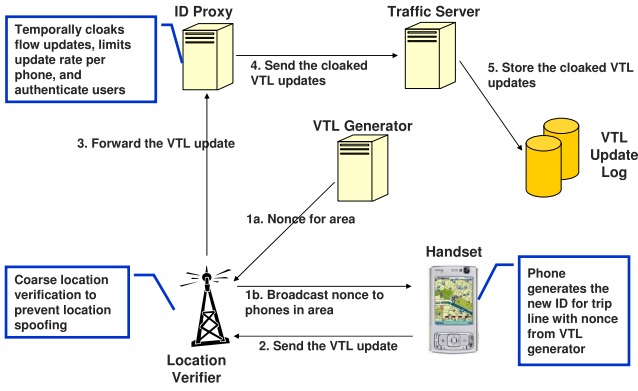 ID Proxy
Traffic Server
Temporally cloaks
flow updates, limits
update rate per
phone, and
authenticate users
4. Send the cloaked
VTL updates
5. Store the cloaked VTL
updates
3. Forward the VTL update
VTL Generator
VTL
Update
Log
1a. Nonce for area
Handset
Coarse location
verification to
prevent location
spoofing
1b. Broadcast nonce to
phones in area
Phone
generates the
new ID for trip
line with nonce
from VTL
generator
2. Send the VTL update
Location
Verifier